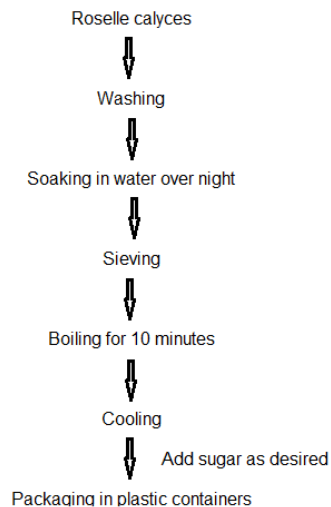 Roselle calyces
Washing
Soaking in water over night
Sieving
Boiling for 10 minutes
Cooling
Add sugar as desired
Packaging in plastic containers